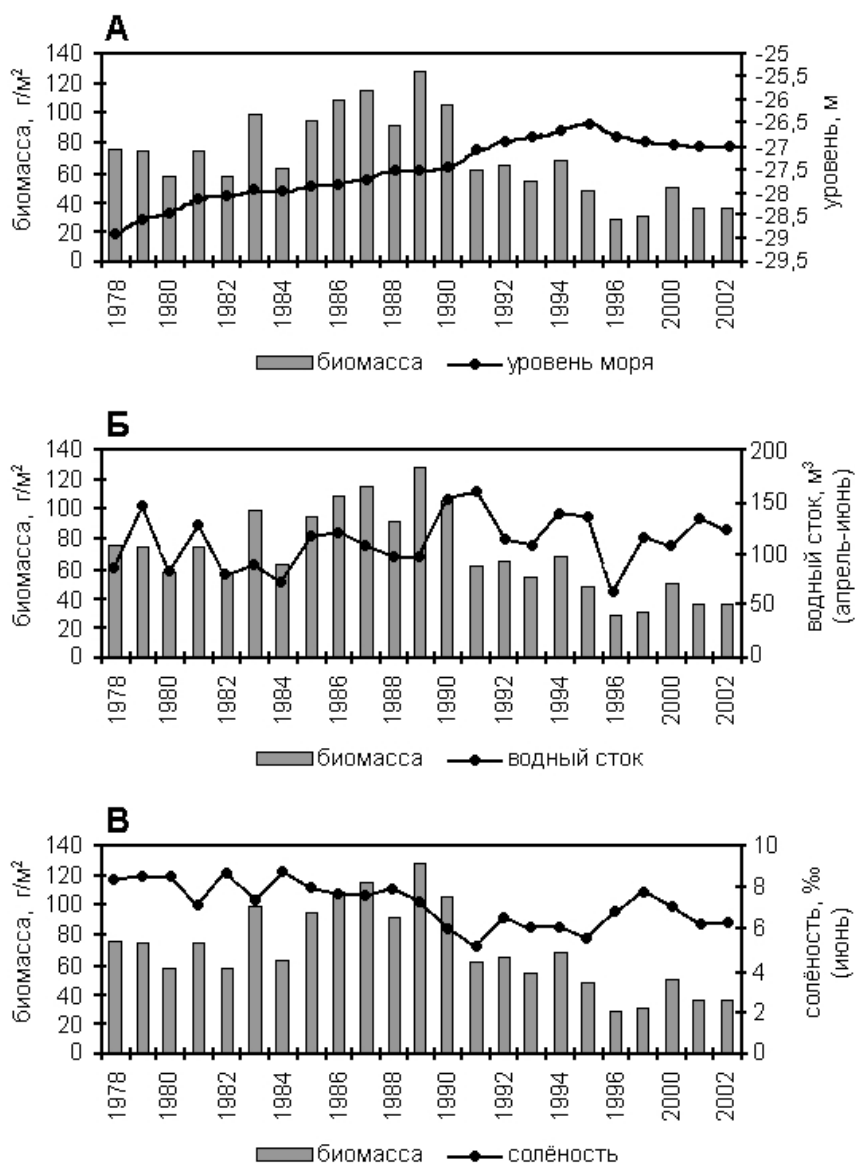 А
биомасса, г/м²
140
120
100
80
60
40
20
0
-25
-25,5
-26
-26,5
-27
-27,5
-28
-28,5
-29
-29,5
уровень, м
1978 1980 1982 1984 1986 1988 1990 1992 1994 1996 2000 2002
биомасса уровень моря
Б
биомасса, г/м²
140
120
100
80
60
40
20
0
200
150
100
50
0
водный сток, м³
(апрель-июнь)
1978 1980 1982 1984 1986 1988 1990 1992 1994 1996 2000 2002
биомасса водный сток
В
биомасса, г/м²
140
120
100
80
60
40
20
0
10
8
6
4
2
0
солёность, ‰
(июнь)
1978 1980 1982 1984 1986 1988 1990 1992 1994 1996 2000 2002
биомасса солёность